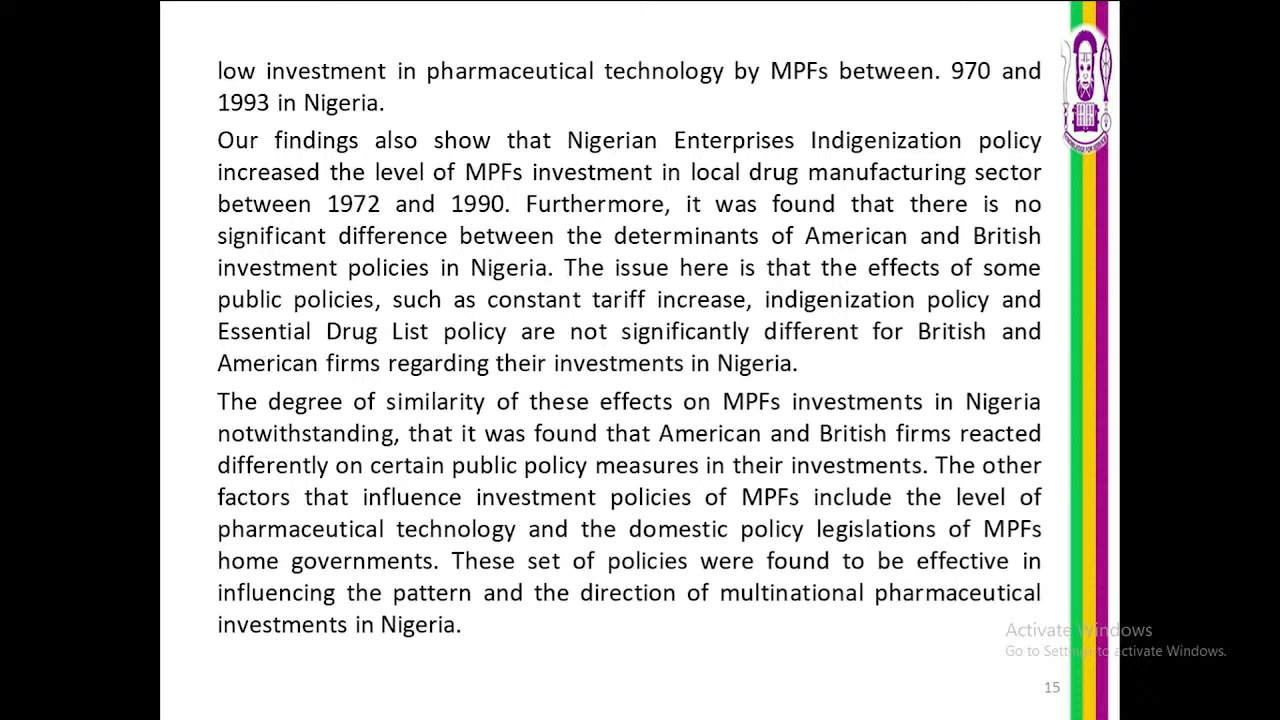 low investment in pharmaceutical technology by MPFs between. 970 and
1993 in Nigeria.
Our findings also show that Nigerian Enterprises Indigenization policy
increased the level of MPFs investment in local drug manufacturing sector
between 1972 and 1990. Furthermore, it was found that there is no
significant difference between the determinants of American and British
investment policies in Nigeria. The issue here is that the effects of some
public policies, such as constant tariff increase, indigenization policy and
Essential Drug List policy are not significantly different for British and
American firms regarding their investments in Nigeria.
The degree of similarity of these effects on MPFs investments in Nigeria
notwithstanding, that it was found that American and British firms reacted
differently on certain public policy measures in their investments. The other
factors that influence investment policies of MPFs include the level of
pharmaceutical technology and the domestic policy legislations of MPFs
home governments. These set of policies were found to be effective in
influencing the pattern and the direction of multinational pharmaceutical
investments in Nigeria.
Activate Windows
Go to Settings to activate Windows.
15